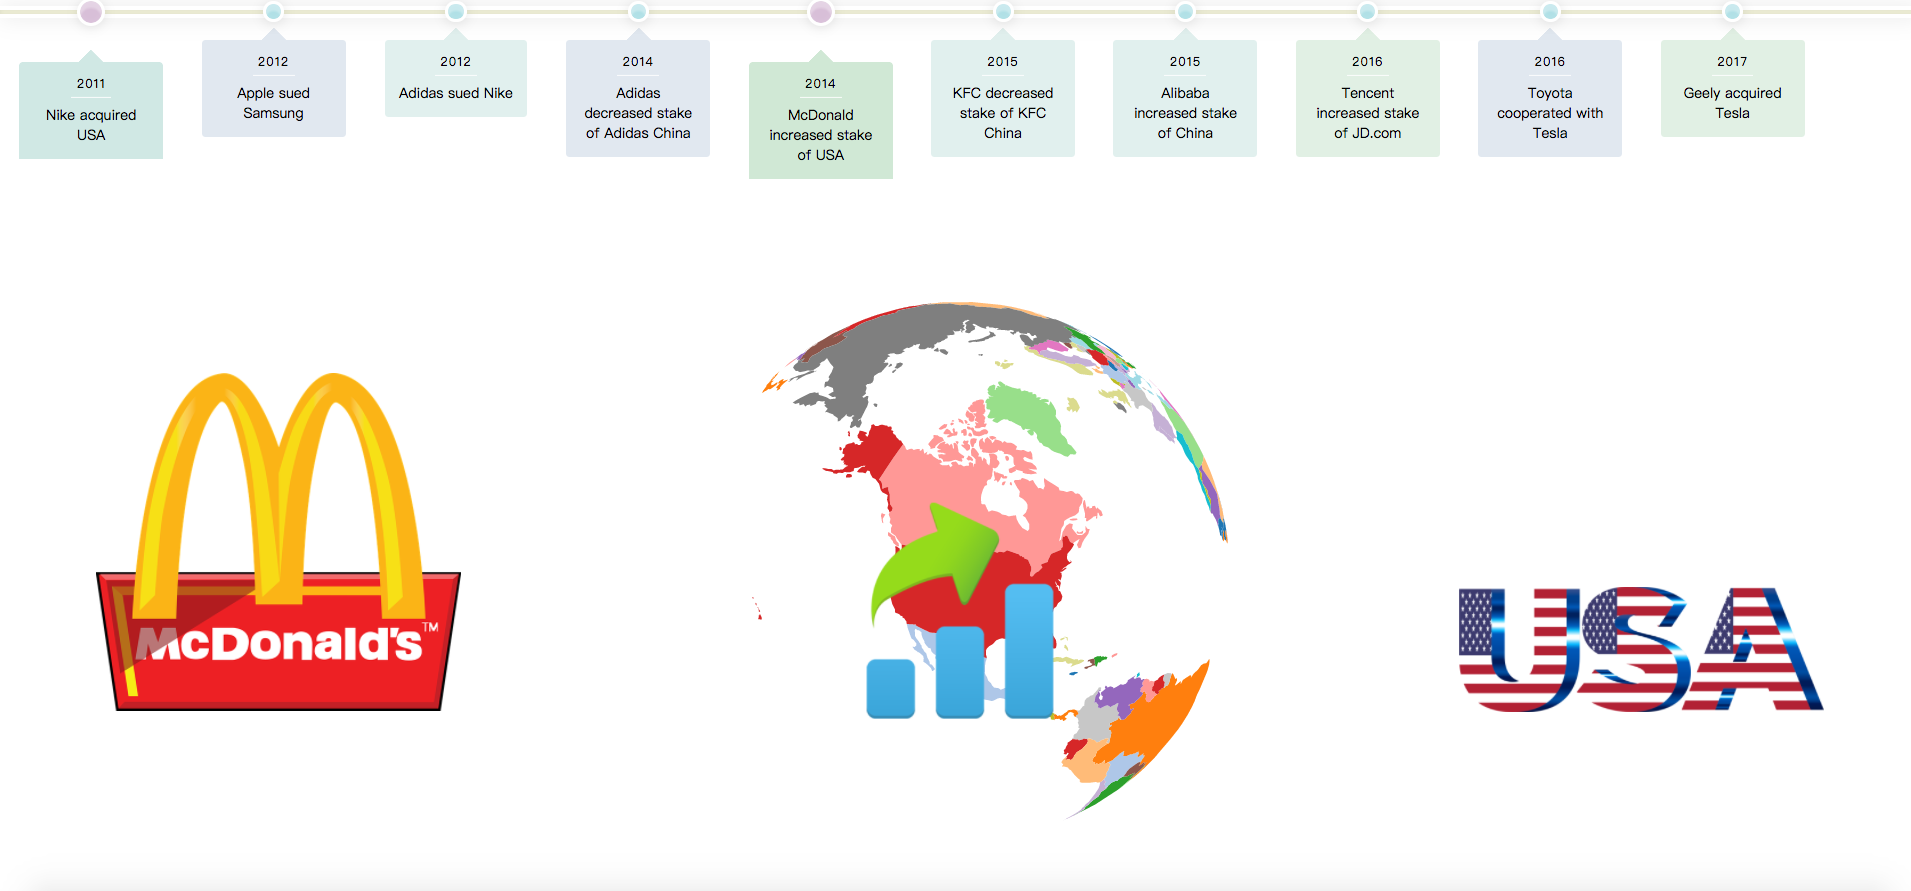 2011
Nike acquired
USA
2012
Apple sued
Samsung
2012
Adidas sued Nike
2014
Adidas
decreased stake
of Adidas China
2014
McDonald
increased stake
of USA
2015
KFC decreased
stake of KFC
China
2015
Alibaba
increased stake
of China
2016
Tencent
increased stake
of JD.com
2016
Toyota
cooperated with
Tesla
2017
Geely acquired
Tesla
McDonald's™
USA